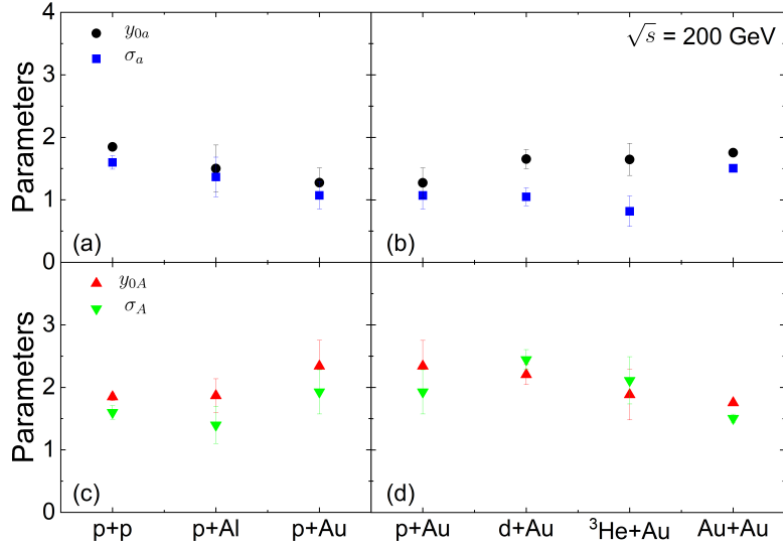 y₀ₐ
σₐ
√s = 200 GeV
Parameters
4
3
2
1
0
(a)
(b)
y₀A
σA
Parameters
3
2
1
0
(c)
(d)
p+p
p+Al
p+Au
p+Au
d+Au
³He+Au
Au+Au